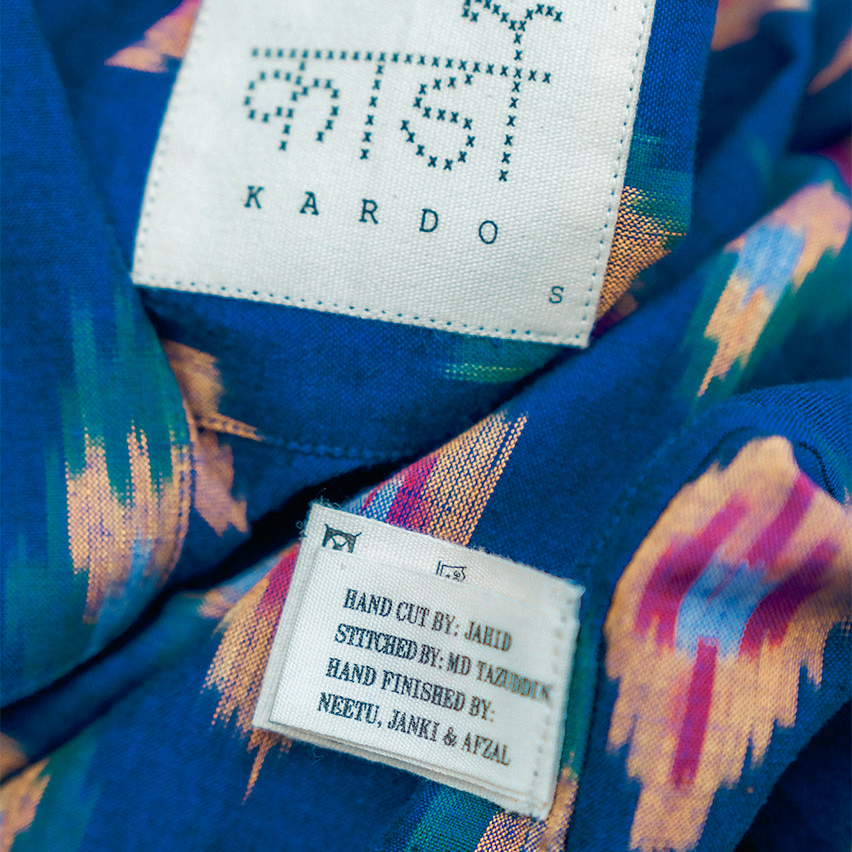 कार्डो
KARDO
S
HAND CUT BY: JAHID
STITCHED BY: MD TAZUDDIN
HAND FINISHED BY:
NEETU, JANKI & AFZAL